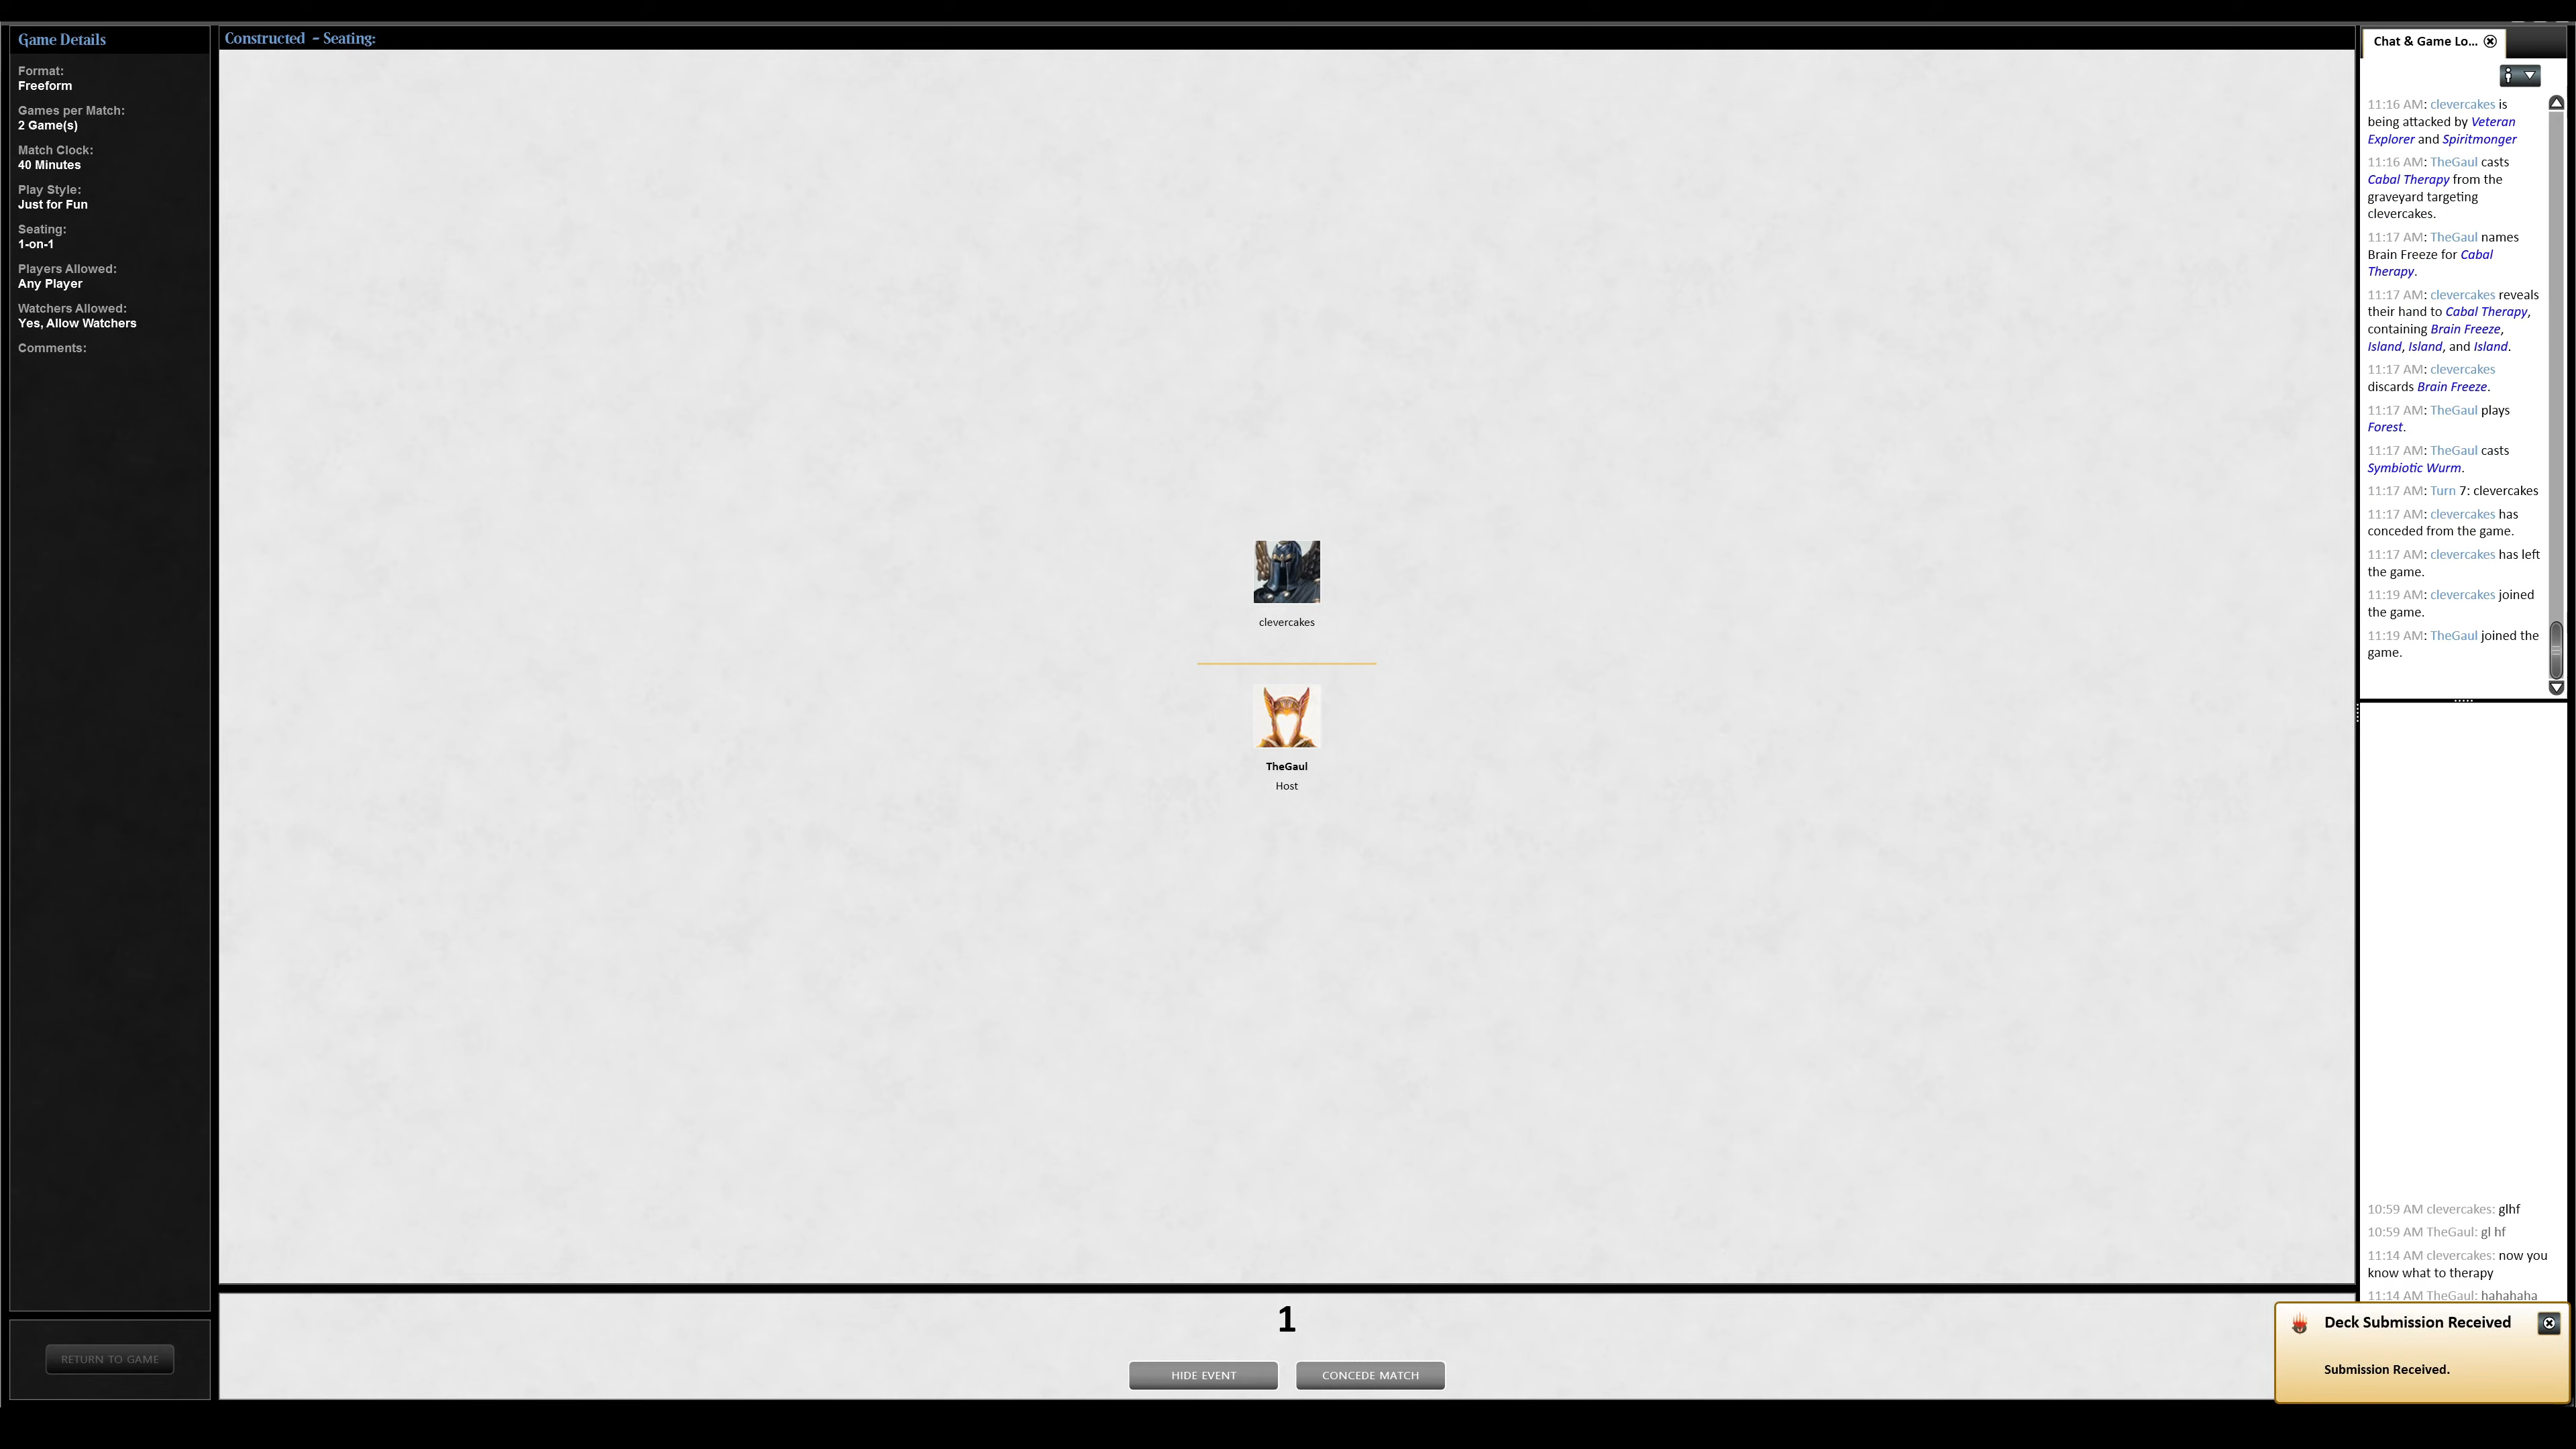 Game Details
Format:
Freeform
Games per Match:
2 Game(s)
Match Clock:
40 Minutes
Play Style:
Just for Fun
Seating:
1-on-1
Players Allowed:
Any Player
Watchers Allowed:
Yes, Allow Watchers
Comments:
RETURN TO GAME
Constructed - Seating:
clevercakes
TheGaul
Host
1
HIDE EVENT
CONCEDE MATCH
Chat & Game Lo...
11:16 AM: clevercakes is
being attacked by Veteran
Explorer and Spiritmonger
11:16 AM: TheGaul casts
Cabal Therapy from the
graveyard targeting
clevercakes.
11:17 AM: TheGaul names
Brain Freeze for Cabal
Therapy.
11:17 AM: clevercakes reveals
their hand to Cabal Therapy,
containing Brain Freeze,
Island, Island, and Island.
11:17 AM: clevercakes
discards Brain Freeze.
11:17 AM: TheGaul plays
Forest.
11:17 AM: TheGaul casts
Symbiotic Wurm.
11:17 AM: Turn 7: clevercakes
11:17 AM: clevercakes has
conceded from the game.
11:17 AM: clevercakes has left
the game.
11:19 AM: clevercakes joined
the game.
11:19 AM: TheGaul joined the
game.
10:59 AM clevercakes: glhf
10:59 AM TheGaul: gl hf
11:14 AM clevercakes: now you
know what to therapy
11:14 AM TheGaul: hahahaha
Deck Submission Received
Submission Received.